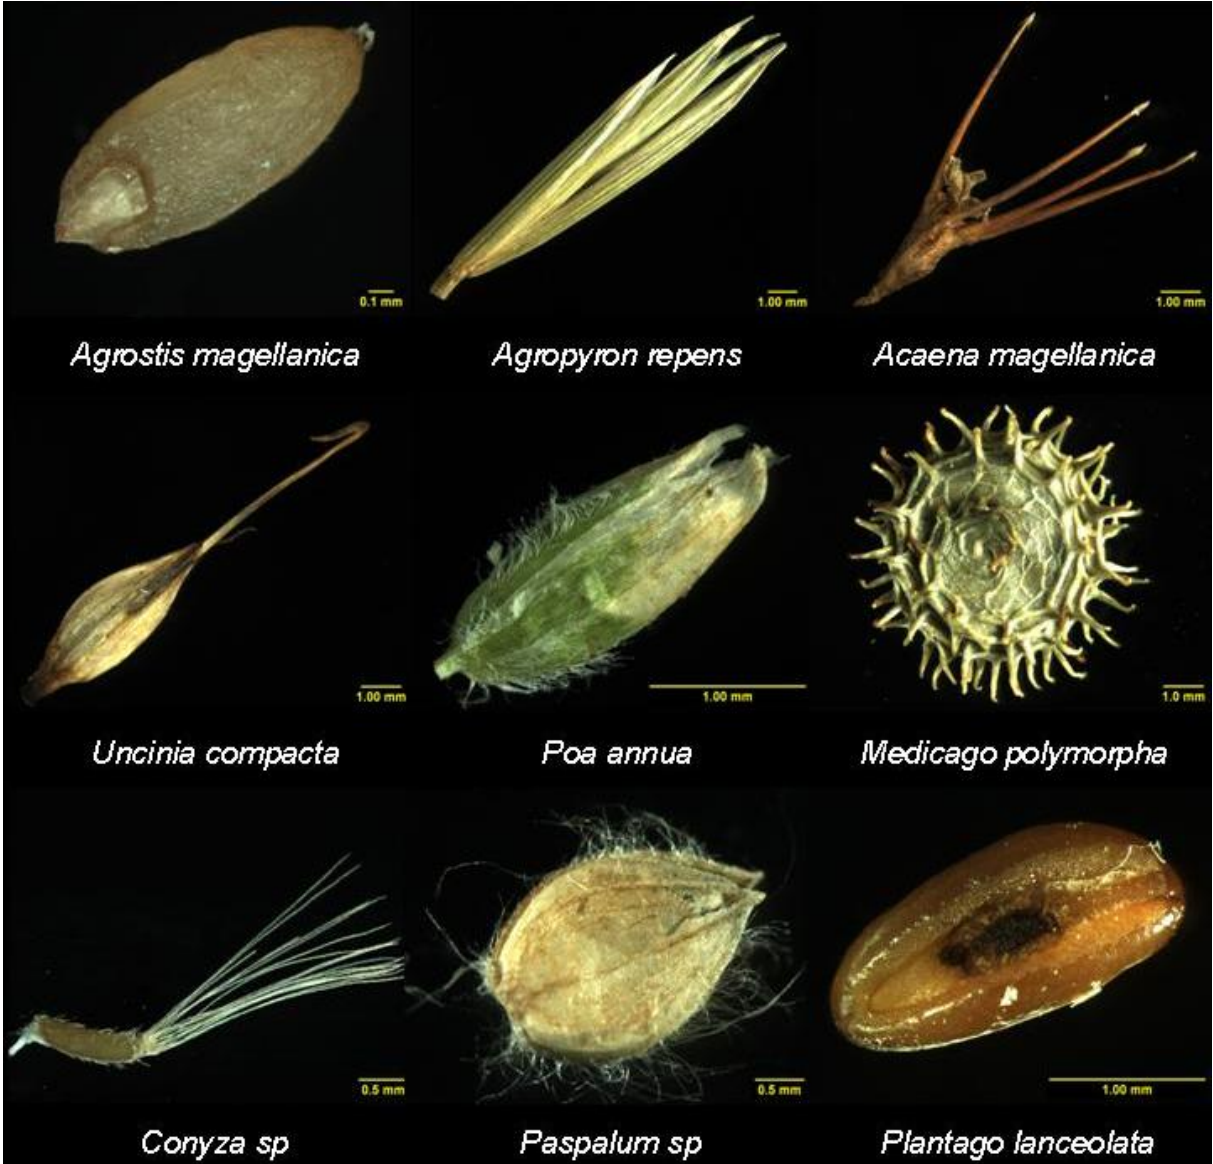 0.1 mm
1.00 mm
1.00 mm
Agrostis magellanica
Agropyron repens
Acaena magellanica
1.00 mm
1.00 mm
1.0 mm
Uncinia compacta
Poa annua
Medicago polymorpha
0.5 mm
0.5 mm
1.00 mm
Conyza sp
Paspalum sp
Plantago lanceolata